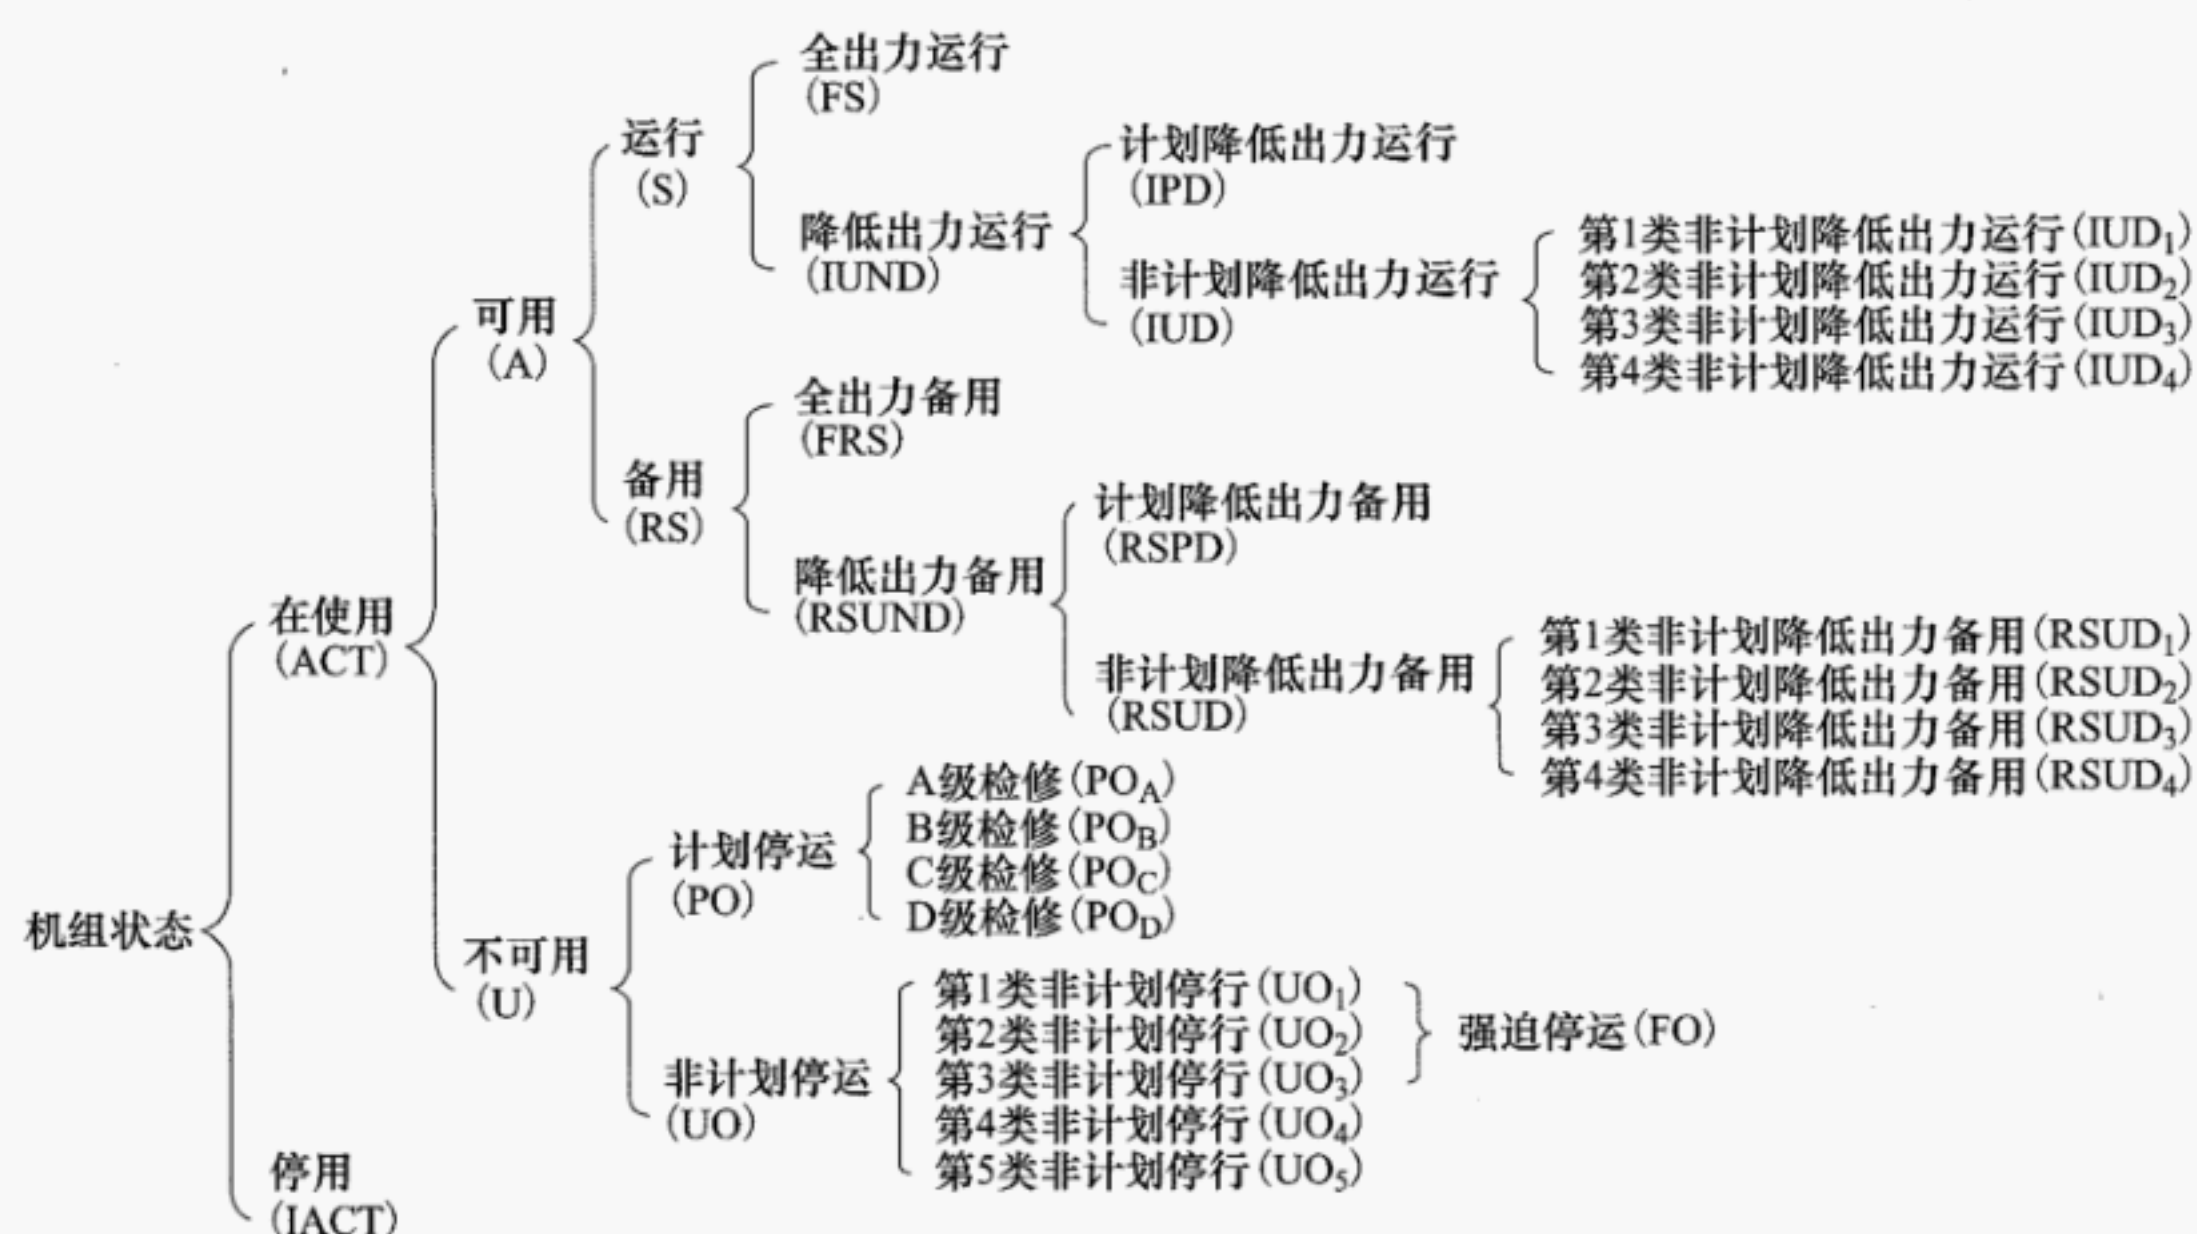 全出力运行
(FS)
运行
(S)
计划降低出力运行
(IPD)
降低出力运行
(IUND)
第1类非计划降低出力运行(IUD₁)
非计划降低出力运行
(IUD)
第2类非计划降低出力运行(IUD₂)
第3类非计划降低出力运行(IUD₃)
第4类非计划降低出力运行(IUD₄)
可用
(A)
全出力备用
(FRS)
备用
(RS)
计划降低出力备用
(RSPD)
降低出力备用
(RSUND)
在使用
(ACT)
非计划降低出力备用
(RSUD)
第1类非计划降低出力备用(RSUD₁)
第2类非计划降低出力备用(RSUD₂)
第3类非计划降低出力备用(RSUD₃)
第4类非计划降低出力备用(RSUD₄)
A级检修(PO_A)
B级检修(PO_B)
计划停运
(PO)
C级检修(PO_C)
D级检修(PO_D)
机组状态
不可用
(U)
第1类非计划停行(UO₁)
第2类非计划停行(UO₂)
强迫停运(FO)
第3类非计划停行(UO₃)
非计划停运
(UO)
第4类非计划停行(UO₄)
第5类非计划停行(UO₅)
停用
(IACT)